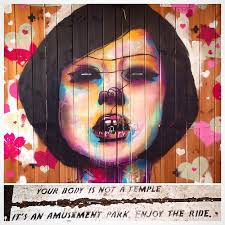 YOUR BODY IS NOT A TEMPLE,
IT'S AN AMUSEMENT PARK. ENJOY THE RIDE.